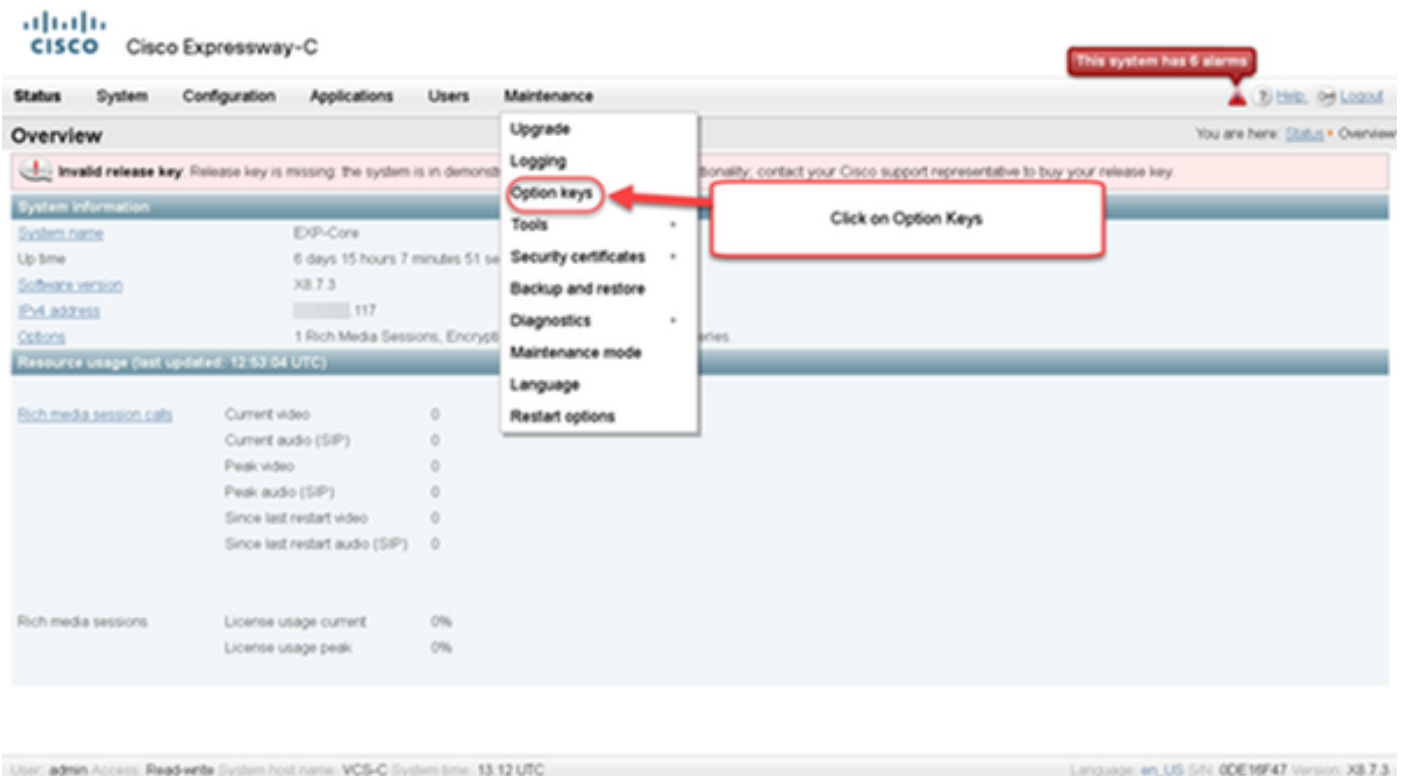 CISCO Cisco Expressway-C
This system has 6 alarms
Status System Configuration Applications Users Maintenance
Help Logout
Overview
You are here: Status Overview
Invalid release key: Release key is missing: the system is in demonst
tionality; contact your Cisco support representative to buy your release key.
Upgrade
Logging
Option keys
Tools
Security certificates
Backup and restore
Diagnostics
Maintenance mode
Language
Restart options
Click on Option Keys
System information
System name EXP-Core
Up time 6 days 15 hours 7 minutes 51 se
Software version X8.7.3
IPv4 address .117
Options 1 Rich Media Sessions, Encrypti eries.
Resource usage (last updated: 12:53:04 UTC)
Rich media session calls Current video 0
Current audio (SIP) 0
Peak video 0
Peak audio (SIP) 0
Since last restart video 0
Since last restart audio (SIP) 0
Rich media sessions License usage current 0%
License usage peak 0%
User: admin Access: Read-write System host name: VCS-C System time: 13:12 UTC
Language: en_US S/N: 0DE16F47 Version: X8.7.3